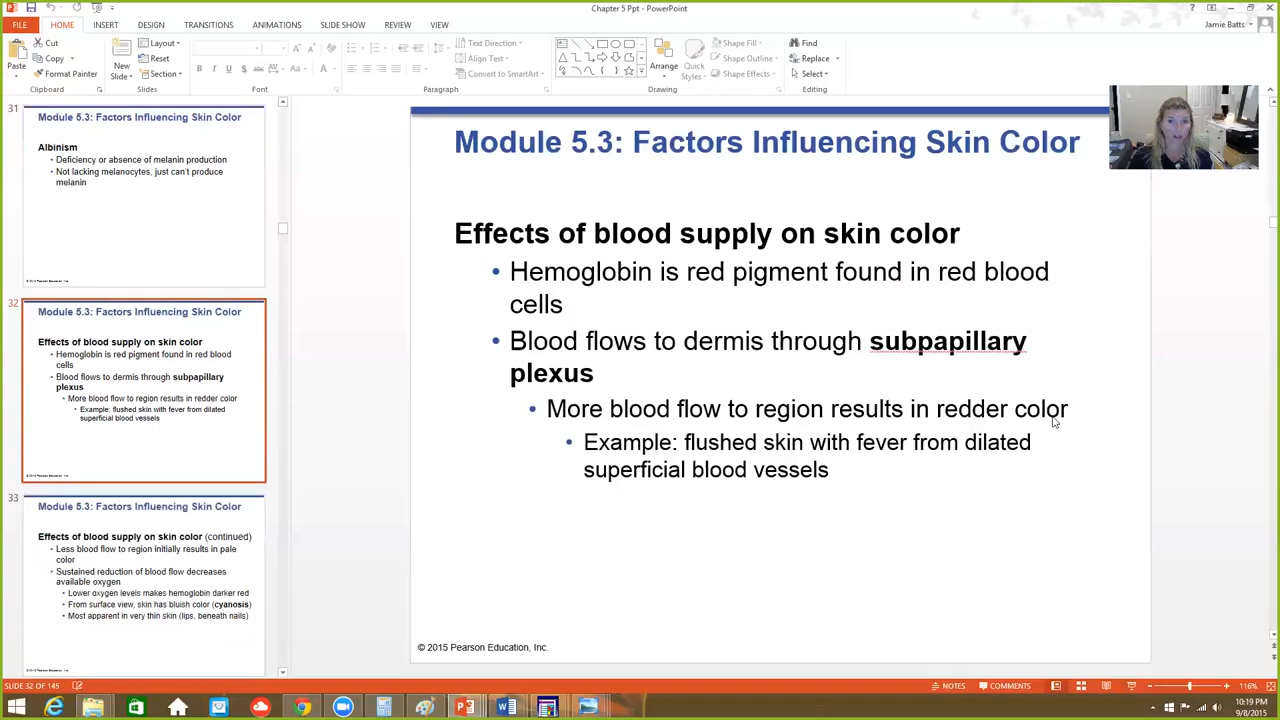 Chapter 5 Ppt - PowerPoint
FILE HOME INSERT DESIGN TRANSITIONS ANIMATIONS SLIDE SHOW REVIEW VIEW
Jamie Batts
Paste
Cut
Copy
Format Painter
Clipboard
New Slide
Layout
Reset
Section
Slides
Font
Text Direction
Align Text
Convert to SmartArt
Paragraph
Arrange
Quick Styles
Shape Fill
Shape Outline
Shape Effects
Drawing
Find
Replace
Select
Editing
31
Module 5.3: Factors Influencing Skin Color
Albinism
• Deficiency or absence of melanin production
• Not lacking melanocytes, just can't produce
melanin
32
Module 5.3: Factors Influencing Skin Color
Effects of blood supply on skin color
• Hemoglobin is red pigment found in red blood
cells
• Blood flows to dermis through subpapillary
plexus
• More blood flow to region results in redder color
• Example: flushed skin with fever from dilated
superficial blood vessels
33
Module 5.3: Factors Influencing Skin Color
Effects of blood supply on skin color (continued)
• Less blood flow to region initially results in pale
color
• Sustained reduction of blood flow decreases
available oxygen
• Lower oxygen levels makes hemoglobin darker red
• From surface view, skin has bluish color (cyanosis)
• Most apparent in very thin skin (lips, beneath nails)
Module 5.3: Factors Influencing Skin Color
Effects of blood supply on skin color
• Hemoglobin is red pigment found in red blood
cells
• Blood flows to dermis through subpapillary
plexus
• More blood flow to region results in redder color
• Example: flushed skin with fever from dilated
superficial blood vessels
© 2015 Pearson Education, Inc.
SLIDE 32 OF 145
NOTES COMMENTS 116%
10:19 PM
9/8/2015